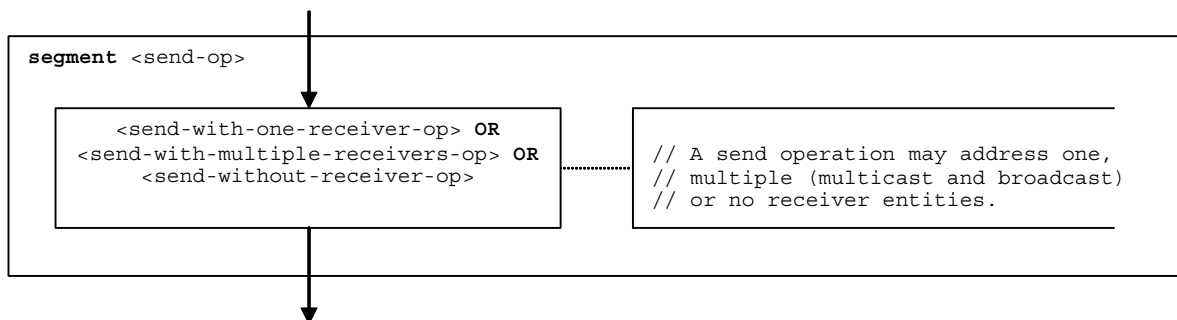 segment <send-op>
<send-with-one-receiver-op> OR
<send-with-multiple-receivers-op> OR
<send-without-receiver-op>
// A send operation may address one,
// multiple (multicast and broadcast)
// or no receiver entities.